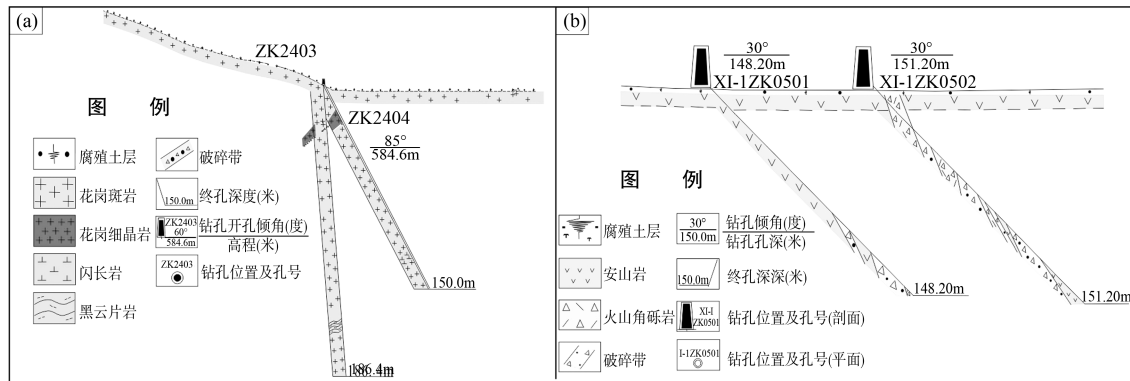 (a)
ZK2403
ZK2404
85°
584.6m
150.0m
186.4m
图 例
腐殖土层
破碎带
花岗斑岩
150.0m
终孔深度(米)
花岗细晶岩
ZK2403
60°
584.6m
钻孔开孔倾角(度)
高程(米)
闪长岩
ZK2403
钻孔位置及孔号
黑云片岩
(b)
30°
148.20m
XI-1ZK0501
30°
151.20m
XI-1ZK0502
148.20m
151.20m
图 例
腐殖土层
30°
150.0m
钻孔倾角(度)
钻孔孔深(米)
安山岩
150.0m
终孔深深(米)
火山角砾岩
XI-I
ZK0501
钻孔位置及孔号(剖面)
破碎带
I-1ZK0501
钻孔位置及孔号(平面)